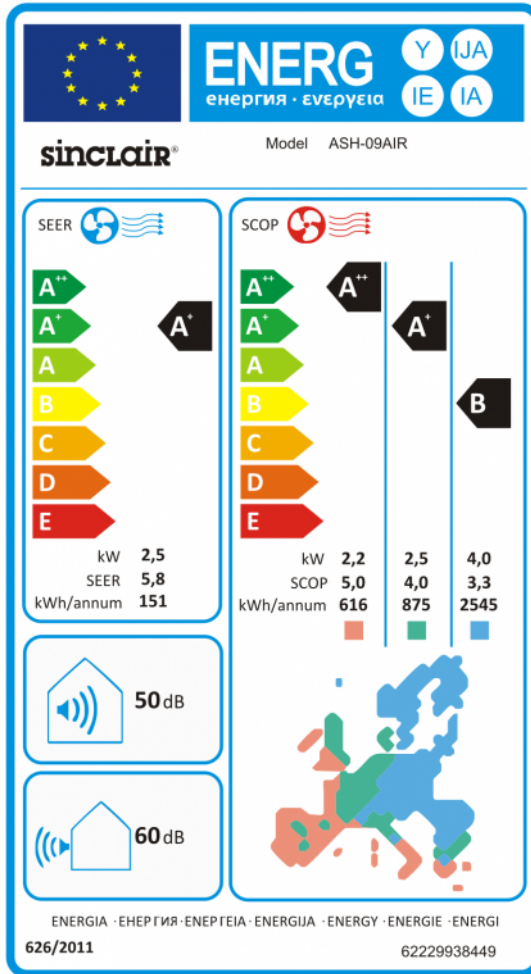 ENERG
енергия · ενεργεια
Y IJA
IE IA
sinclair®
Model ASH-09AIR
SEER
A++
A+
A
B
C
D
E
A+
kW 2,5
SEER 5,8
kWh/annum 151
SCOP
A++
A+
A
B
C
D
E
A++
A+
B
kW 2,2 2,5 4,0
SCOP 5,0 4,0 3,3
kWh/annum 616 875 2545
50 dB
60 dB
ENERGIA · ЕНЕРГИЯ · ΕΝΕΡΓΕΙΑ · ENERGIJA · ENERGY · ENERGIE · ENERGI
626/2011
62229938449